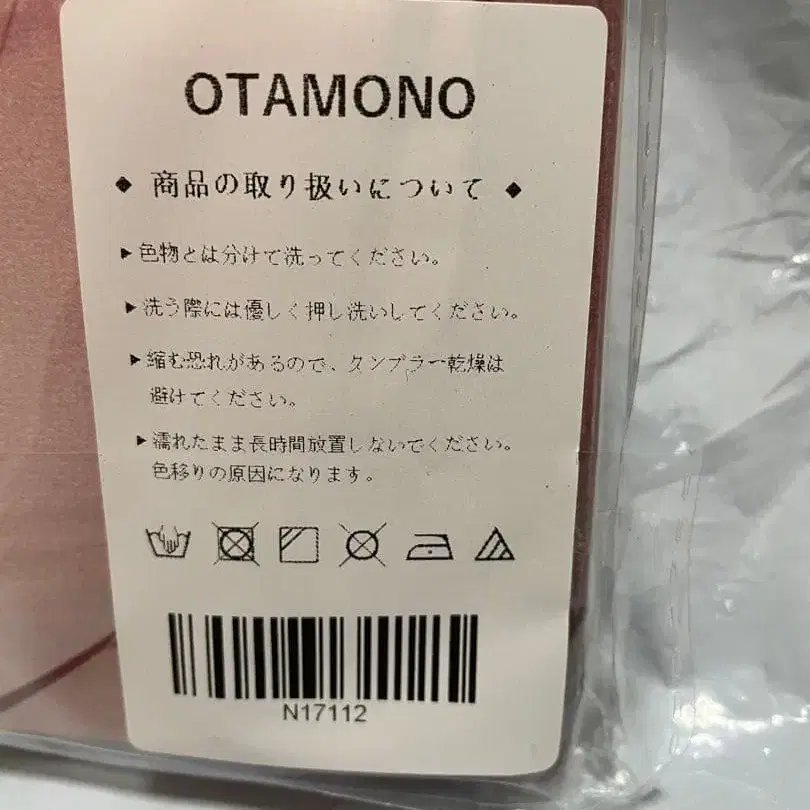 OTAMONO
◆ 商品の取り扱いについて ◆
▶色物とは分けて洗ってください。
▶洗う際には優しく押し洗いしてください。
▶縮む恐れがあるので、タンブラー乾燥は
避けてください。
▶濡れたまま長時間放置しないでください。
色移りの原因になります。
N17112